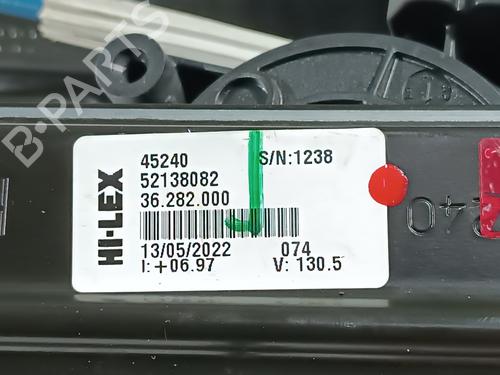 B-PARTS
HI-LEX
45240 S/N:1238
52138082
36.282.000
13/05/2022 074
I:+06.97 V: 130.5